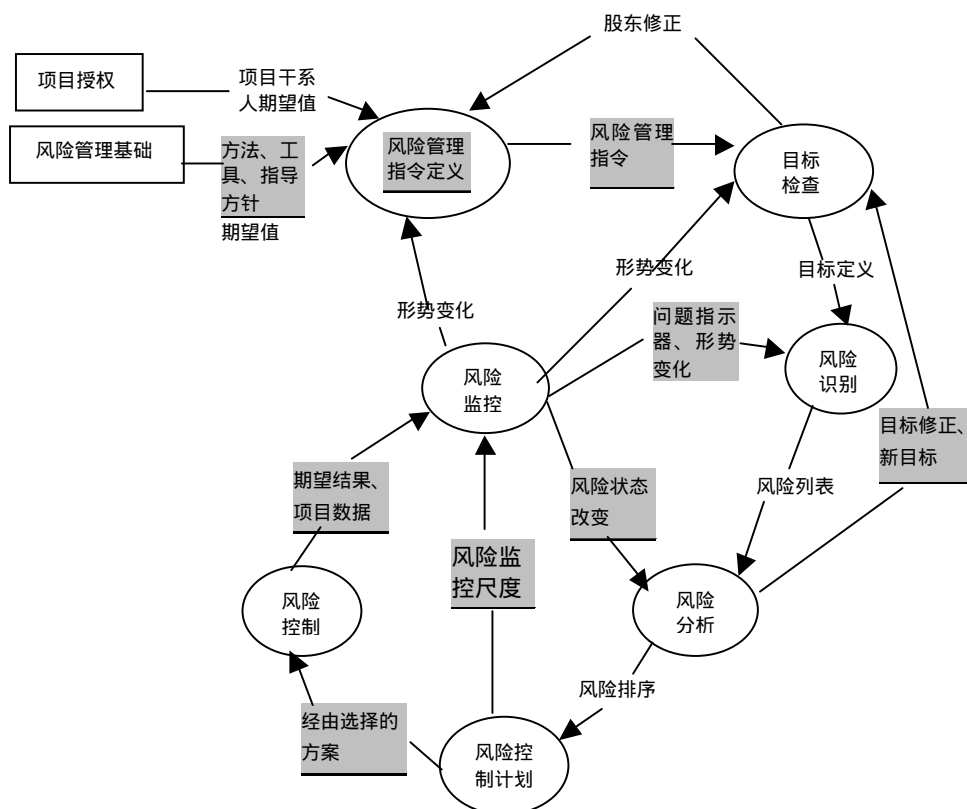 股东修正
项目授权
项目干系
人期望值
风险管理基础
方法、工
具、指导
方针
期望值
风险管理
指令定义
风险管理
指令
目标
检查
形势变化
形势变化
目标定义
问题指示
器、形势
变化
风险
识别
风险
监控
目标修正、
新目标
期望结果、
项目数据
风险状态
改变
风险列表
风险监
控尺度
风险
控制
风险
分析
风险排序
经由选择的
方案
风险控
制计划